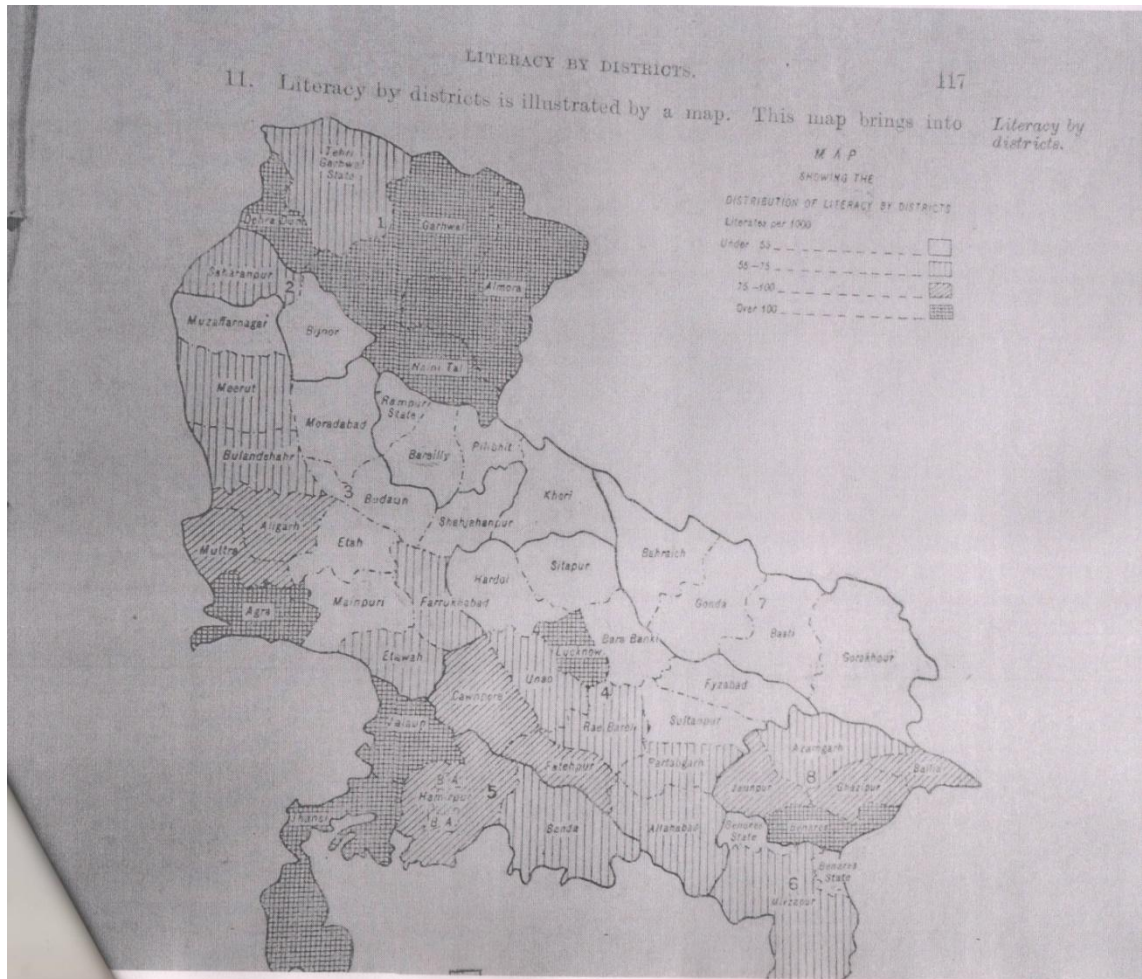 LITERACY BY DISTRICTS.
117
11. Literacy by districts is illustrated by a map. This map brings into
Literacy by
districts.
MAP
SHOWING THE
DISTRIBUTION OF LITERACY BY DISTRICTS
Literates per 1000
Under 55
55-75
75-100
Over 100
Tehri
Garhwal
State
1
Dehra Dun
Garhwal
Almora
Saharanpur
2
Muzaffarnagar
Bijnor
Naini Tal
Meerut
Moradabad
Rampur
State
Bareilly
Pilibhit
Bulandshahr
3
Budaun
Shahjahanpur
Kheri
Aligarh
Muttra
Etah
Bahraich
Sitapur
Hardoi
Agra
Mainpuri
Farrukhabad
Gonda
7
Basti
Gorakhpur
Etawah
Lucknow
Bara Banki
Unao
Cawnpore
4
Fyzabad
Rae Bareli
Sultanpur
Jalaun
Fatehpur
Partabgarh
Azamgarh
8
Ballia
Jaunpur
Ghazipur
B.A.
Hamirpur
B.A.
5
Jhansi
Banda
Allahabad
Benares
State
Benares
6
Mirzapur
Benares
State